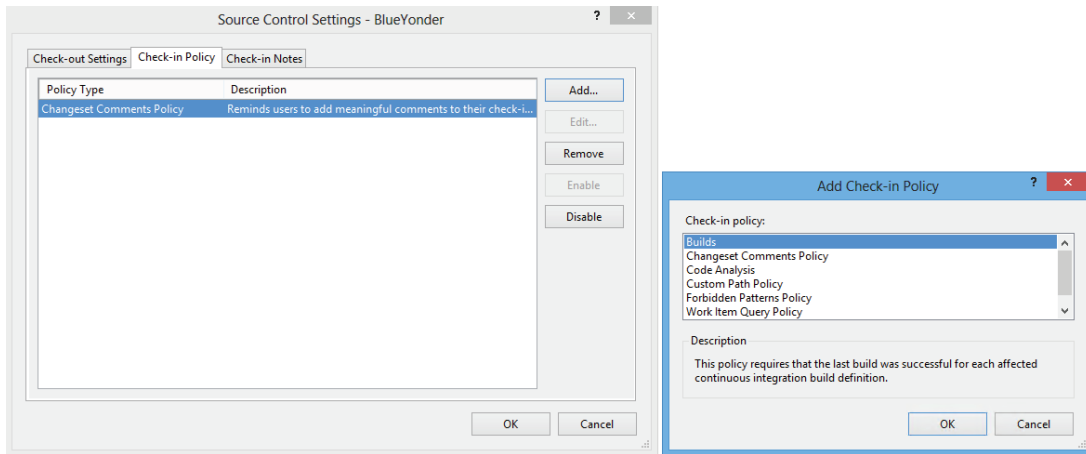 Source Control Settings - BlueYonder
? ×
Check-out Settings Check-in Policy Check-in Notes
Policy Type Description
Changeset Comments Policy Reminds users to add meaningful comments to their check-i...
Add...
Edit...
Remove
Enable
Disable
OK Cancel
Add Check-in Policy
? ×
Check-in policy:
Builds
Changeset Comments Policy
Code Analysis
Custom Path Policy
Forbidden Patterns Policy
Work Item Query Policy
Description
This policy requires that the last build was successful for each affected
continuous integration build definition.
OK Cancel